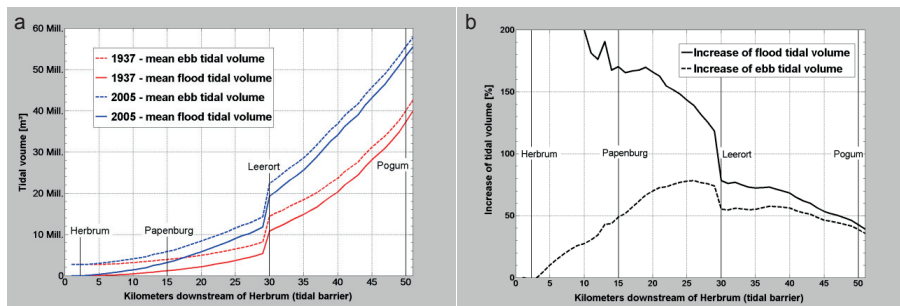 a
60 Mill.
50 Mill.
40 Mill.
30 Mill.
20 Mill.
10 Mill.
0
Tidal voume [m³]
1937 - mean ebb tidal volume
1937 - mean flood tidal volume
2005 - mean ebb tidal volume
2005 - mean flood tidal volume
Herbrum
Papenburg
Leerort
Pogum
0 5 10 15 20 25 30 35 40 45 50
Kilometers downstream of Herbrum (tidal barrier)
b
200
150
100
50
0
Increase of tidal volume [%]
Increase of flood tidal volume
Increase of ebb tidal volume
Herbrum
Papenburg
Leerort
Pogum
0 5 10 15 20 25 30 35 40 45 50
Kilometers downstream of Herbrum (tidal barrier)